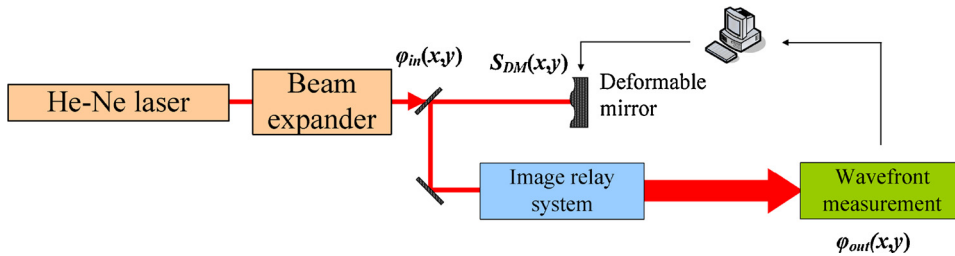 φin(x,y)
SDM(x,y)
He-Ne laser
Beam
expander
Deformable
mirror
Image relay
system
Wavefront
measurement
φout(x,y)